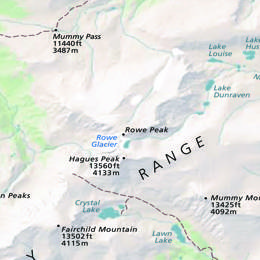 Mummy Pass
11440ft
3487m
Lake
Louise
Lake
Lake
Dunraven
Rowe Peak
Rowe
Glacier
RANGE
Hagues Peak
13560ft
4133m
Peaks
Mummy
13425ft
4092m
Crystal
Lake
Fairchild Mountain
13502ft
4115m
Lawn
Lake